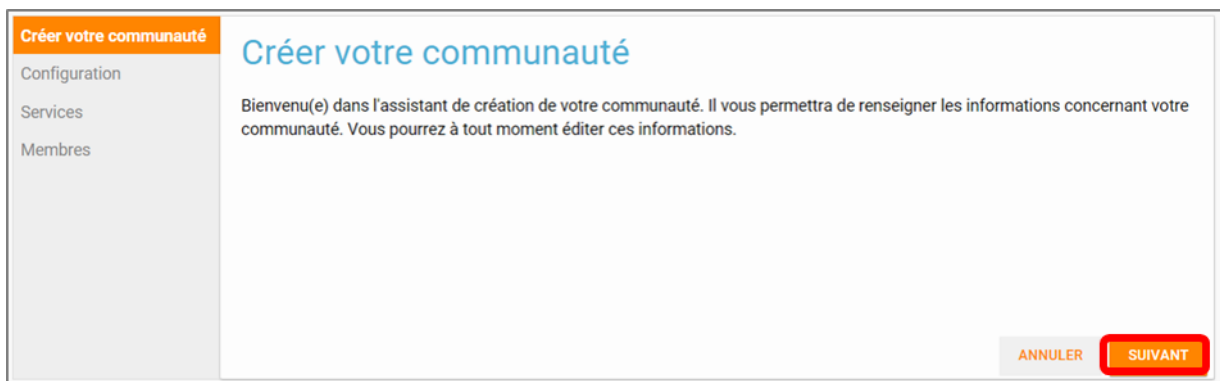 Créer votre communauté
Configuration
Services
Membres
Créer votre communauté
Bienvenu(e) dans l'assistant de création de votre communauté. Il vous permettra de renseigner les informations concernant votre
communauté. Vous pourrez à tout moment éditer ces informations.
ANNULER
SUIVANT